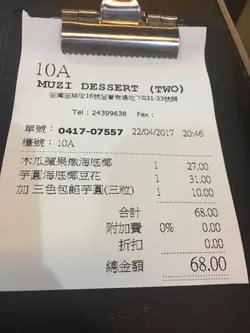 10A
MUZI DESSERT (TWO)
Tel : 24399638 Fax :
單號： 0417-07557 22/04/2017 20:46
檯號： 10A
木瓜蘋果燉海底椰 1 27.00
芋圓海底椰豆花 1 31.00
加 三色包餡芋圓(三粒) 1 10.00
合計 68.00
附加費 0% 0.00
折扣 0.00
總金額 68.00